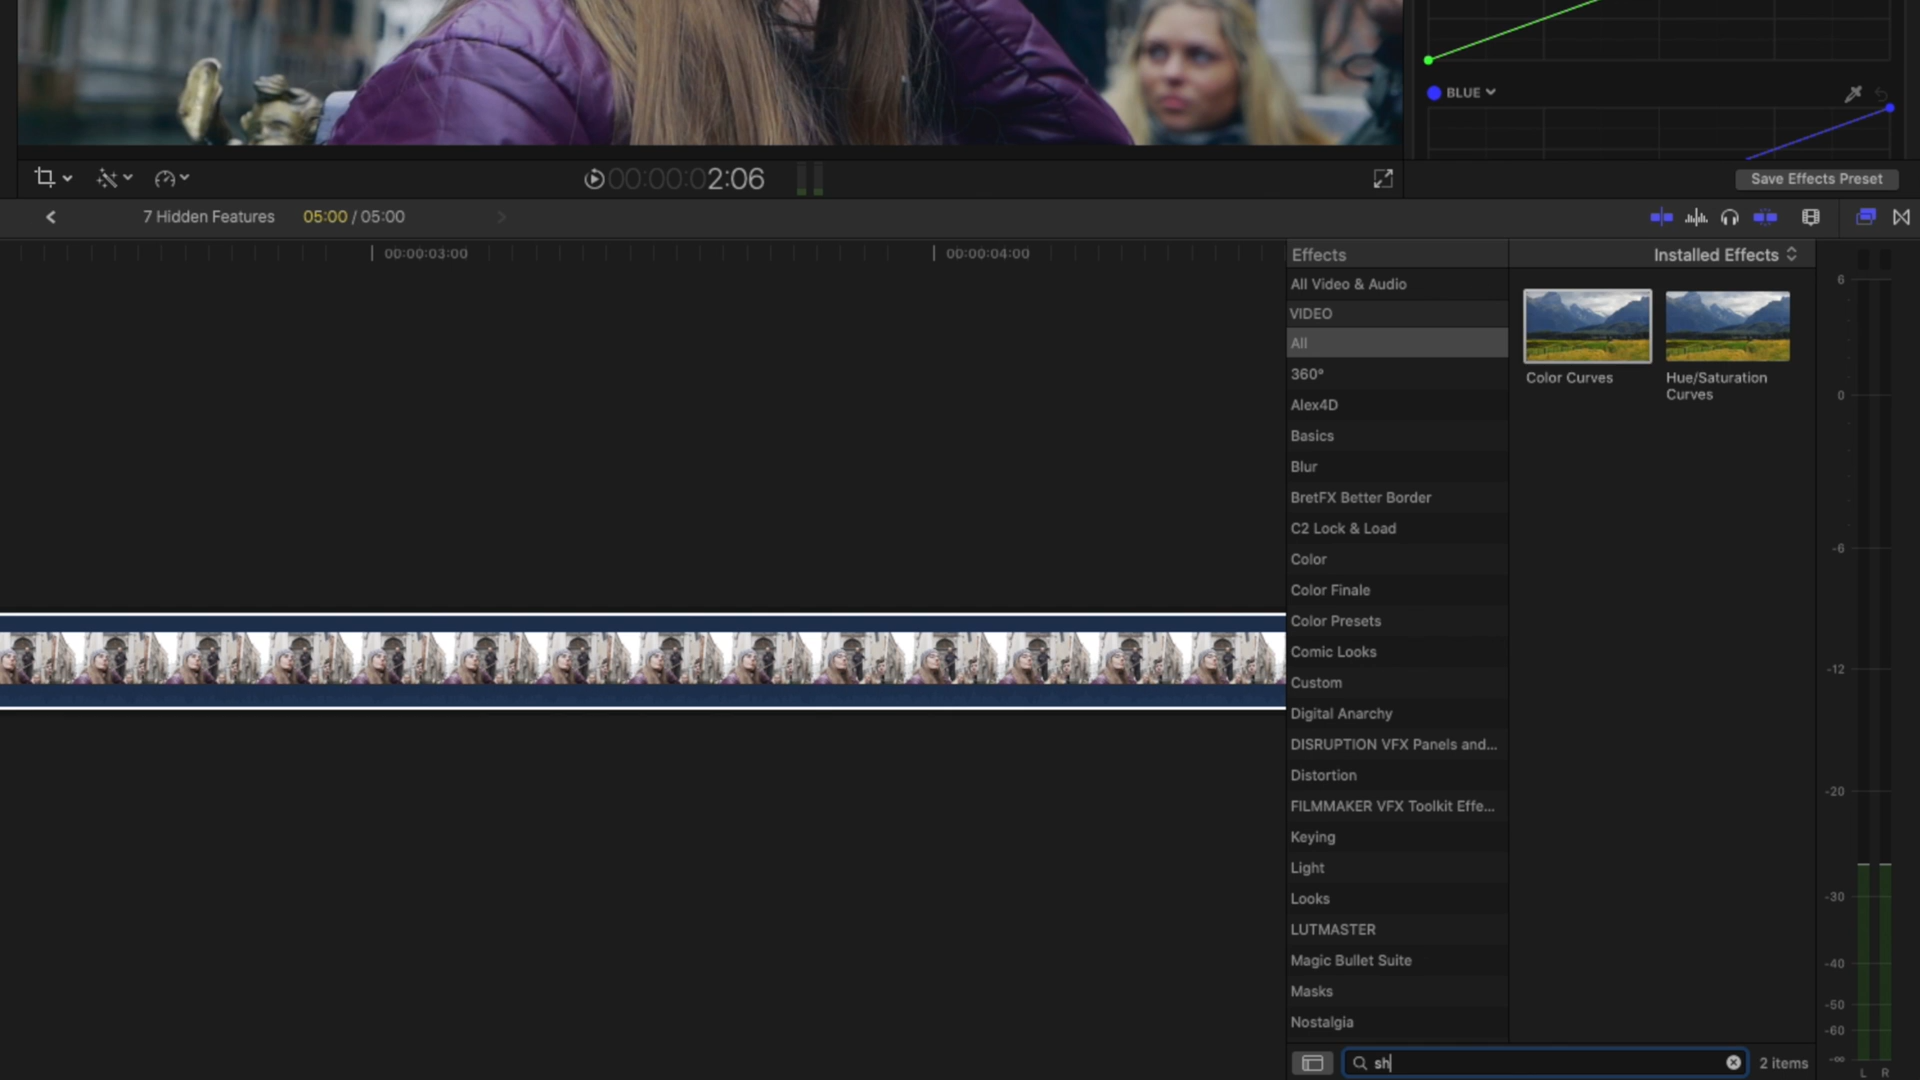 BLUE
00:00:02:06
Save Effects Preset
7 Hidden Features 05:00 / 05:00
00:00:03:00
00:00:04:00
Effects
Installed Effects
All Video & Audio
VIDEO
All
360°
Alex4D
Basics
Blur
BretFX Better Border
C2 Lock & Load
Color
Color Finale
Color Presets
Comic Looks
Custom
Digital Anarchy
DISRUPTION VFX Panels and...
Distortion
FILMMAKER VFX Toolkit Effe...
Keying
Light
Looks
LUTMASTER
Magic Bullet Suite
Masks
Nostalgia
Color Curves
Hue/Saturation
Curves
sh
2 items
6
0
-6
-12
-20
-30
-40
-50
-60
-∞
L R